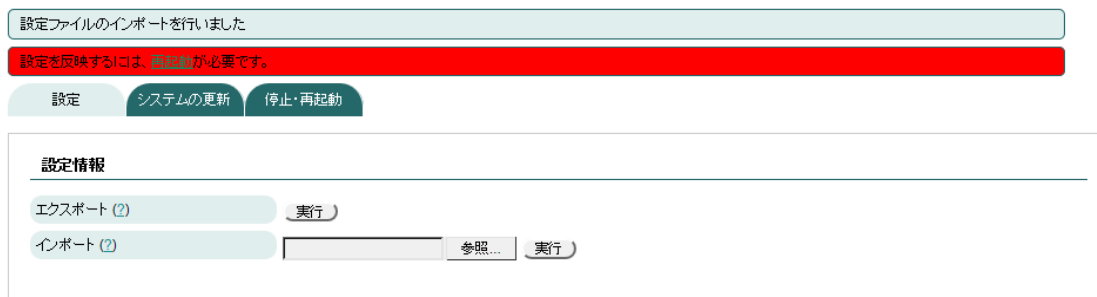 設定ファイルのインポートを行いました
設定を反映するには、再起動が必要です。
設定 システムの更新 停止・再起動
設定情報
エクスポート (?) 実行
インポート (?) 参照... 実行